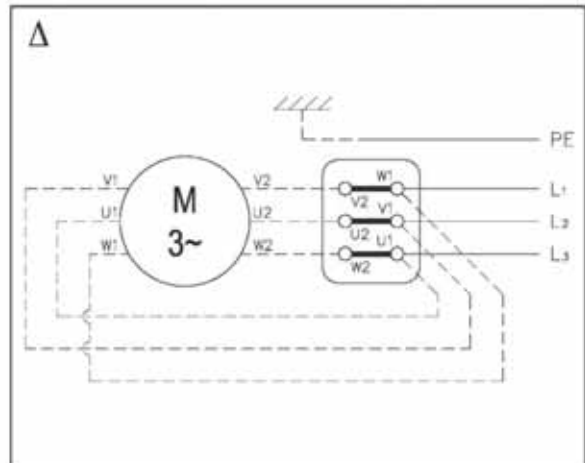 Δ
PE
V1 V2 W1 L1
V2
U1 M U2 V1 L2
U2
W1 3~ W2 U1 L3
W2